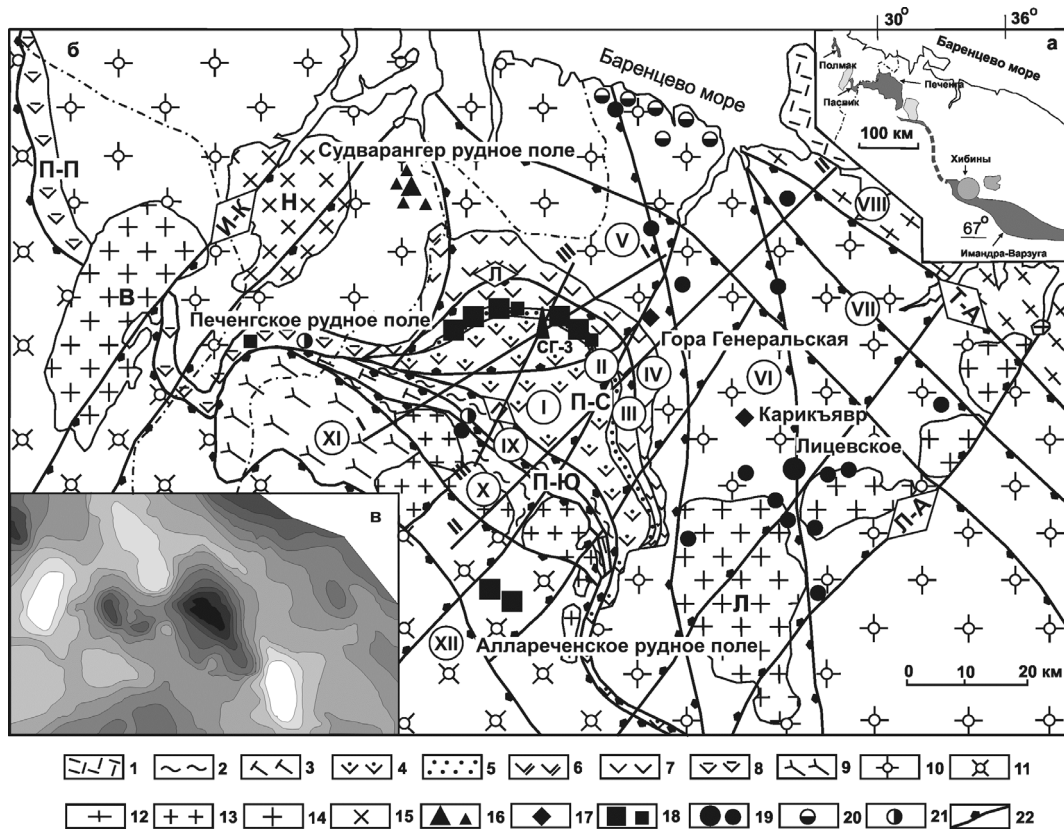 30° 36°
б
а
Баренцево море
Полмак
Пасвик
Печенга
100 км
Хибины
67°
Имандра-Варзуга
Баренцево море
Судварангер рудное поле
П-П
И-К
Н
В
Л
III
II
V
VIII
VII
Т-А
Печенгское рудное поле
СГ-3
Гора Генеральская
II
IV
VI
I
П-С
III
Карикъявр
Лицевское
XI
IX
III
X
П-Ю
II
П-А
в
Л
XII
Аллареченское рудное поле
0 10 20 км
1 2 3 4 5 6 7 8 9 10 11
12 13 14 15 16 17 18 19 20 21 22